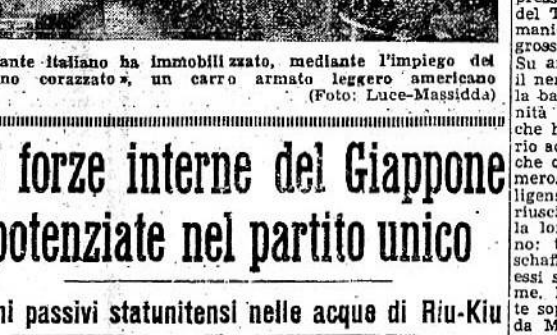 ante italiano ha immobilizzato, mediante l'impiego del
no corazzato», un carro armato leggero americano
(Foto: Luce-Massidda)
forze interne del Giappone
potenziate nel partito unico
ni passivi statunitensi nelle acque di Riu-Kiu
del T
mani
gross
Su a
il ne
la ba
nità
che b
rio a
che c
mero.
ligen
riusc
la lo
no: l
schaf
essi s
me.
te so
da